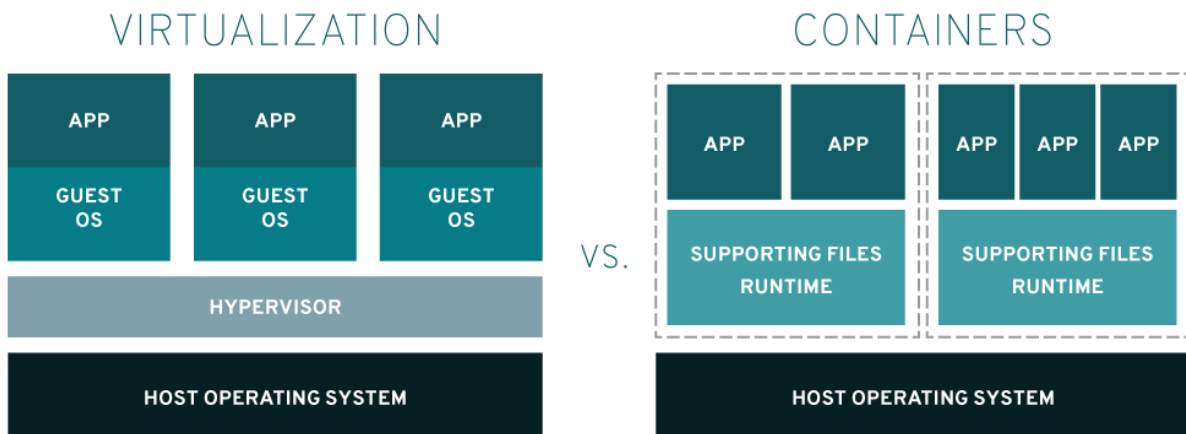 VIRTUALIZATION
APP
APP
APP
GUEST
OS
GUEST
OS
GUEST
OS
HYPERVISOR
HOST OPERATING SYSTEM
VS.
CONTAINERS
APP
APP
SUPPORTING FILES
RUNTIME
APP
APP
APP
SUPPORTING FILES
RUNTIME
HOST OPERATING SYSTEM